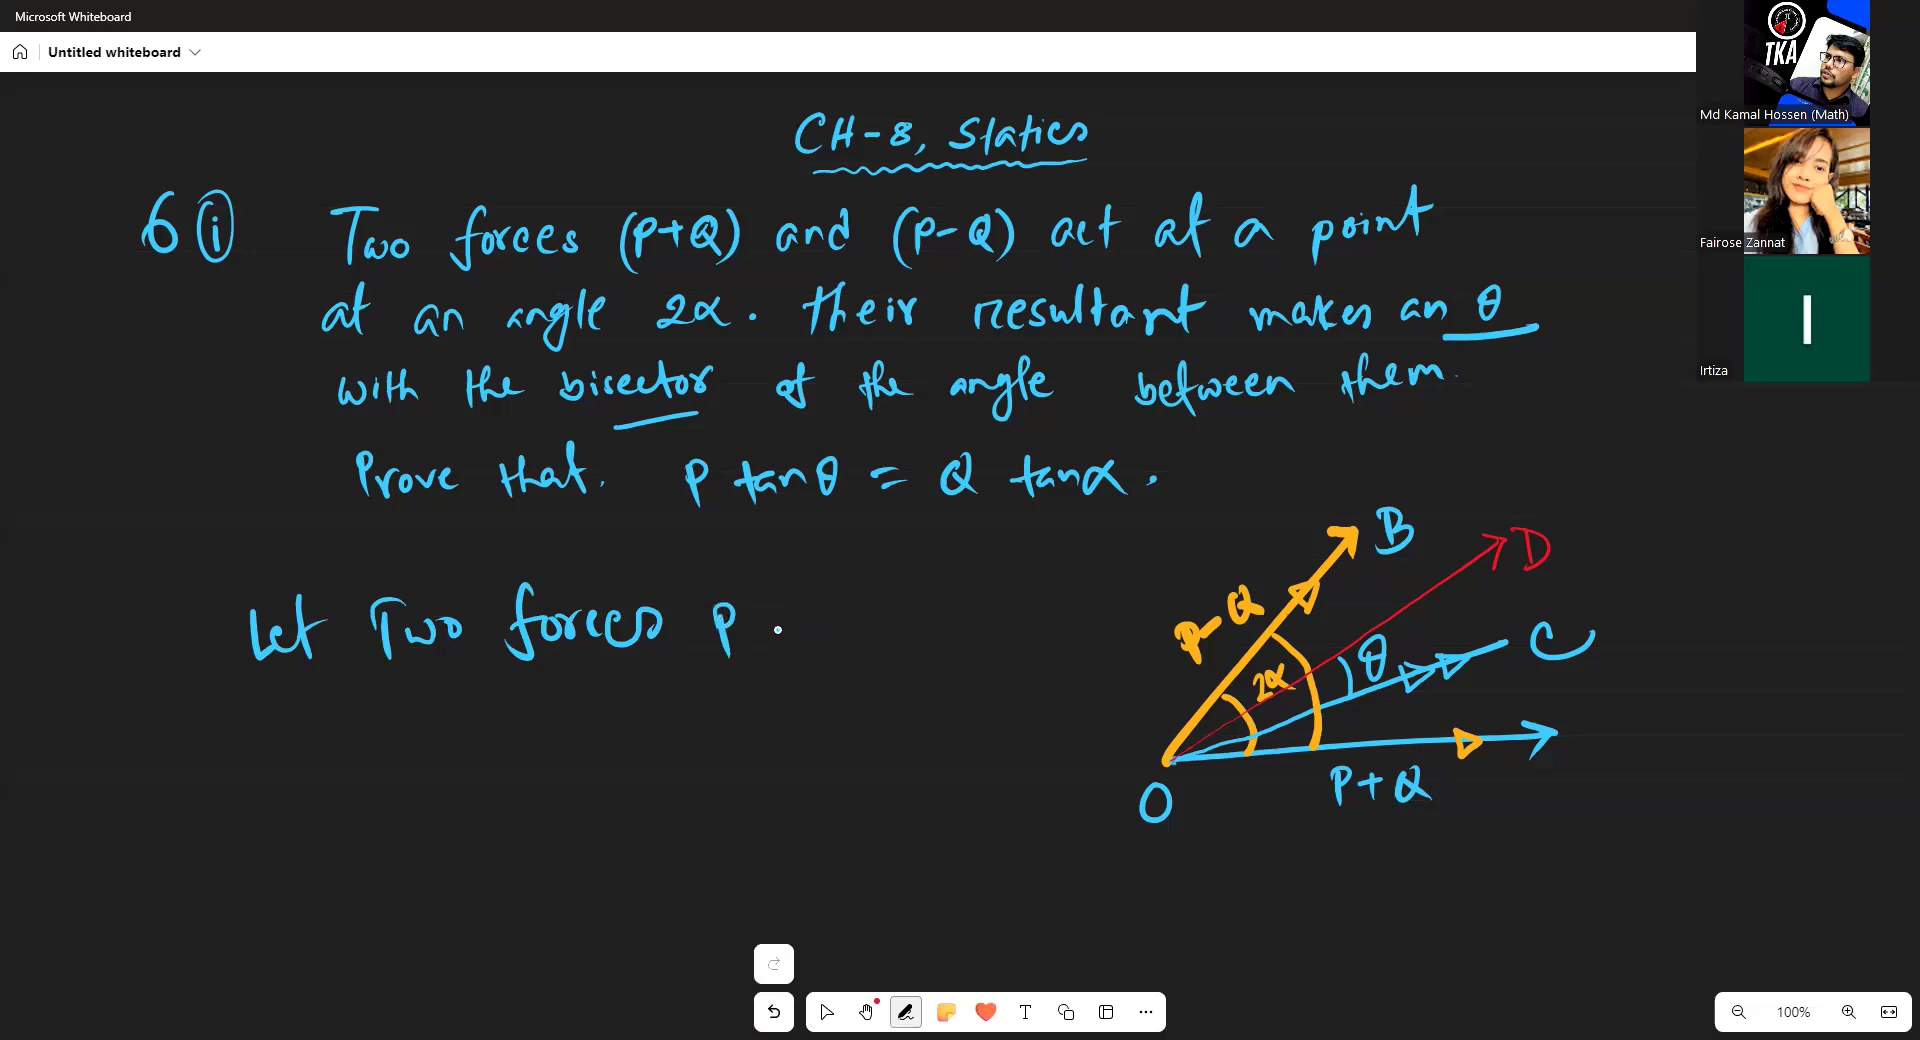 Microsoft Whiteboard
Untitled whiteboard
TKA
Md Kamal Hossen (Math)
Fairose Zannat
I
Irtiza
CH-8, Statics
6 (i) Two forces (P+Q) and (P-Q) act at a point
at an angle 2α. Their resultant makes an θ
with the bisector of the angle between them.
Prove that. P tanθ = Q tanα.
Let Two forces P
B
D
P-Q
2α
θ
C
P+Q
O
100%